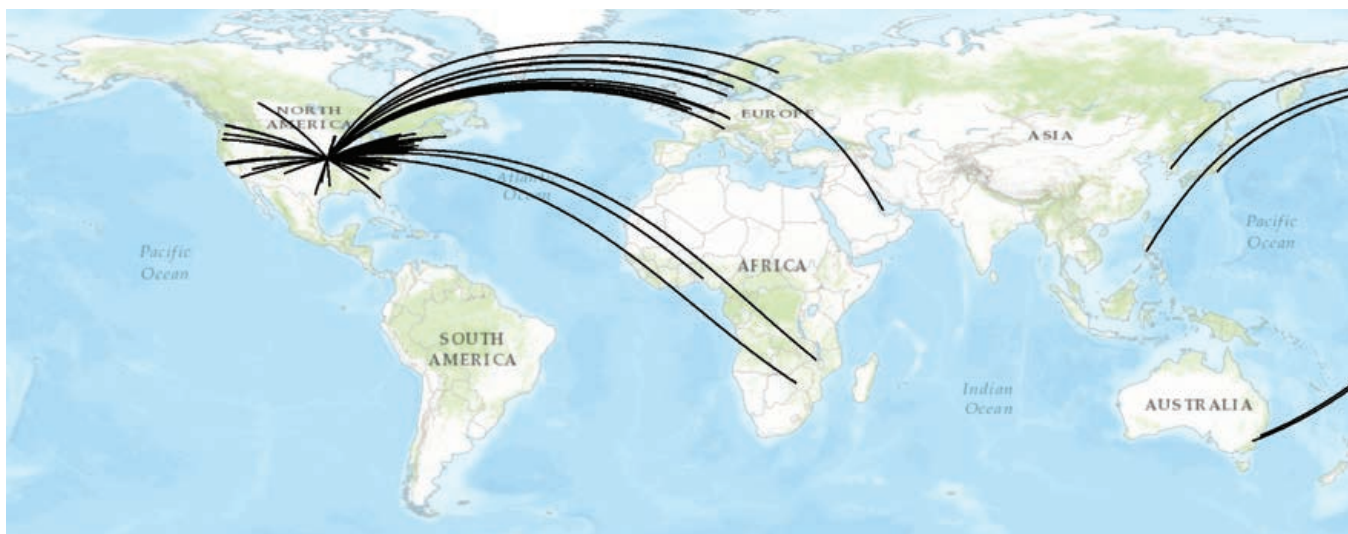 NORTH
AMERICA
EUROPE
ASIA
Atlantic
Ocean
Pacific
Ocean
Pacific
Ocean
AFRICA
SOUTH
AMERICA
Indian
Ocean
AUSTRALIA